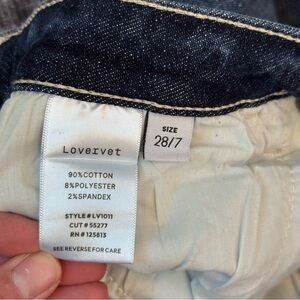 Lovervet
90%COTTON
8%POLYESTER
2%SPANDEX
STYLE# LV1011
CUT # 55277
RN #125813
SEE REVERSE FOR CARE
SIZE
28/7